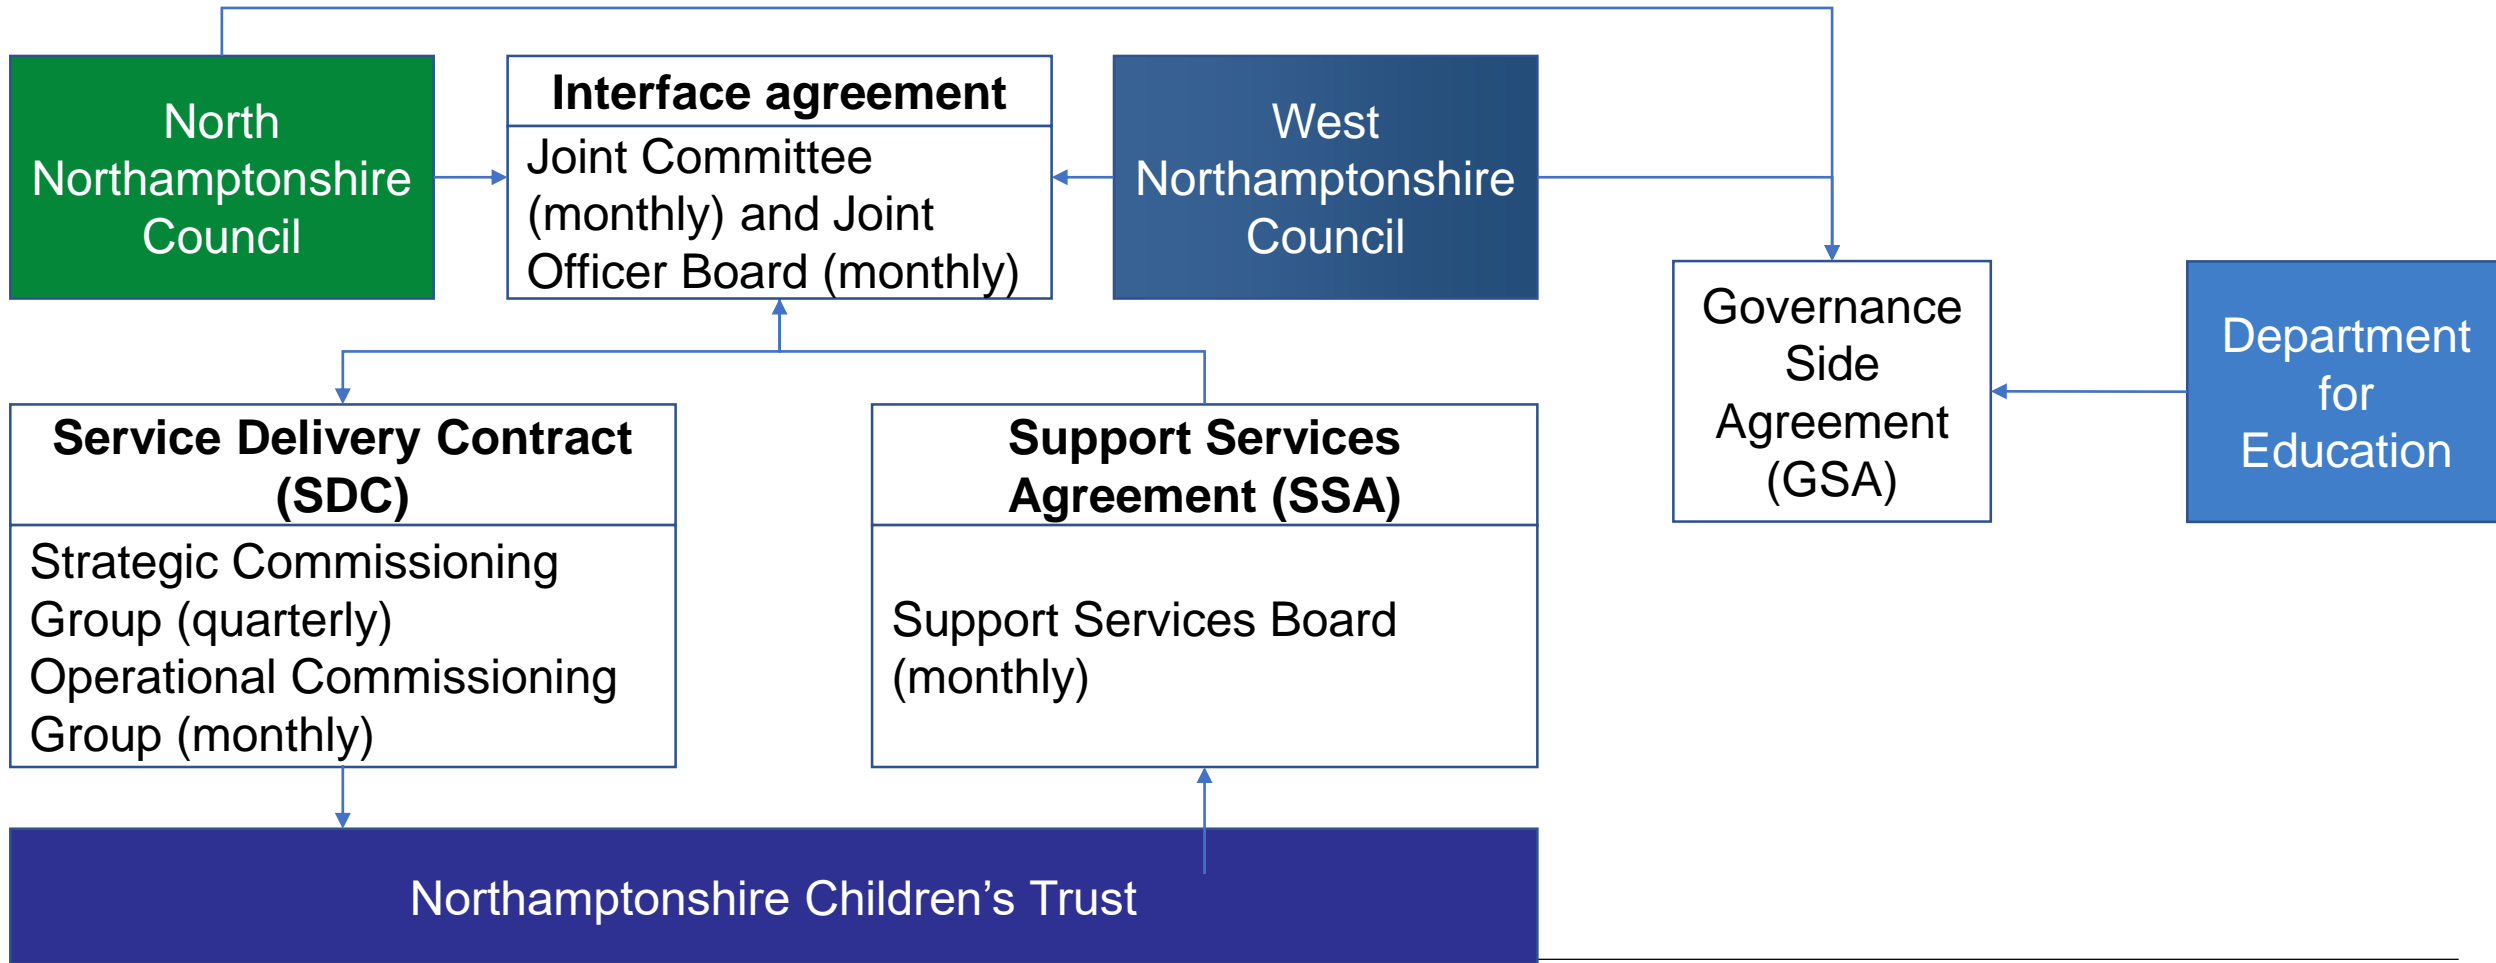 North
Northamptonshire
Council
Interface agreement
Joint Committee
(monthly) and Joint
Officer Board (monthly)
West
Northamptonshire
Council
Governance
Side
Agreement
(GSA)
Department
for
Education
Service Delivery Contract
(SDC)
Strategic Commissioning
Group (quarterly)
Operational Commissioning
Group (monthly)
Support Services
Agreement (SSA)
Support Services Board
(monthly)
Northamptonshire Children’s Trust